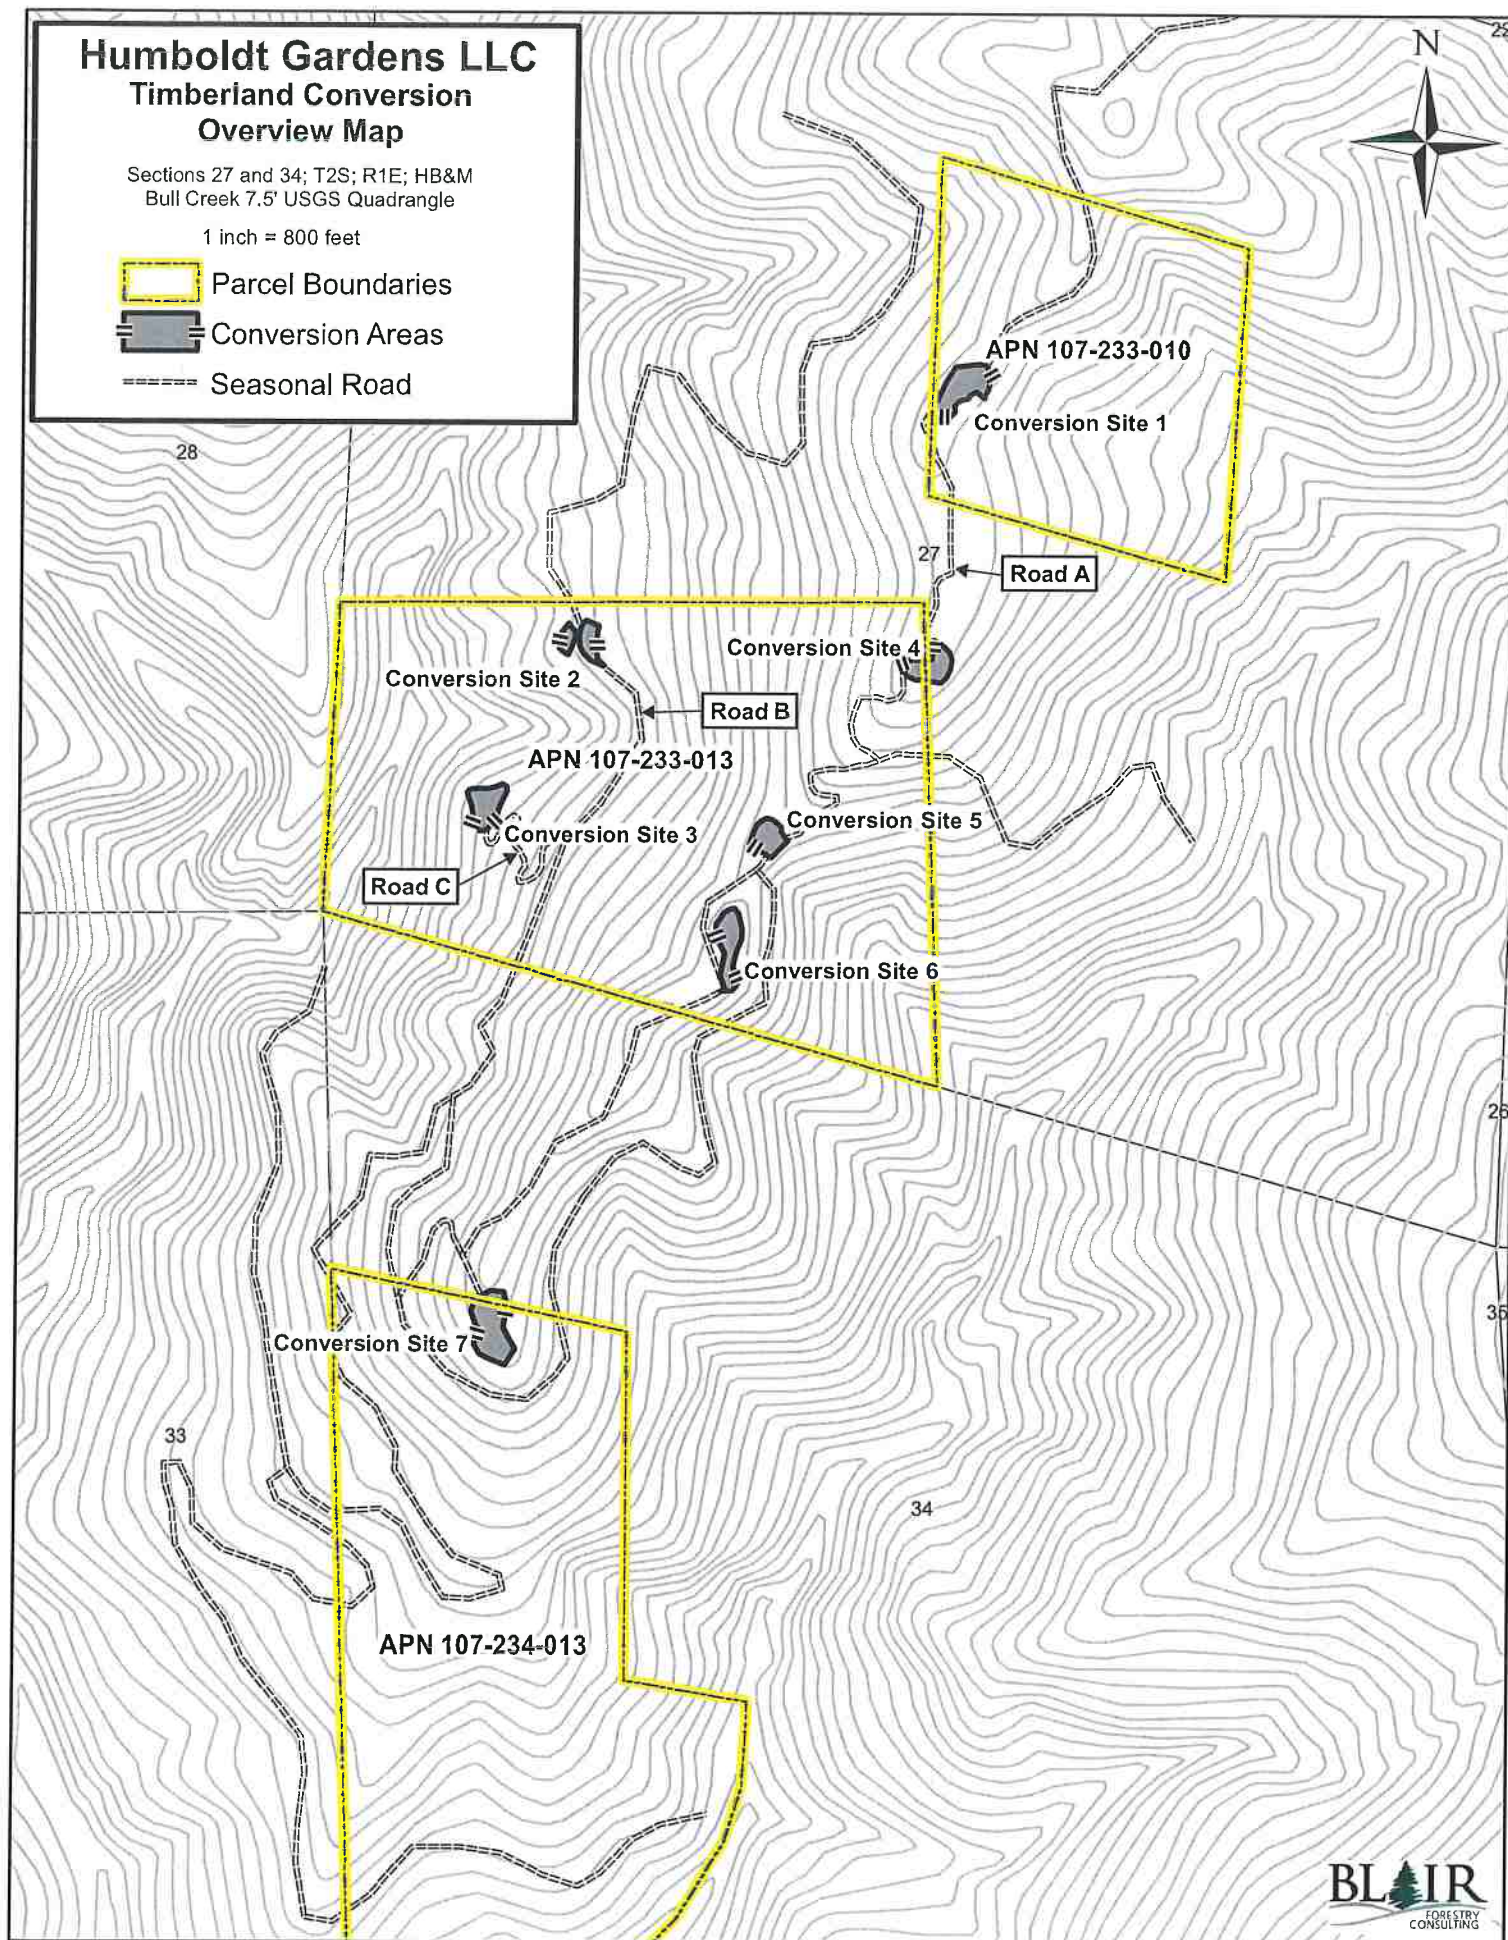 Humboldt Gardens LLC
Timberland Conversion
Overview Map
Sections 27 and 34; T2S; R1E; HB&M
Bull Creek 7.5' USGS Quadrangle
1 inch = 800 feet
Parcel Boundaries
Conversion Areas
Seasonal Road
N
22
28
APN 107-233-010
Conversion Site 1
27
Road A
Conversion Site 4
Conversion Site 2
Road B
APN 107-233-013
Conversion Site 5
Conversion Site 3
Road C
Conversion Site 6
26
35
Conversion Site 7
33
34
APN 107-234-013
BLAIR
FORESTRY
CONSULTING